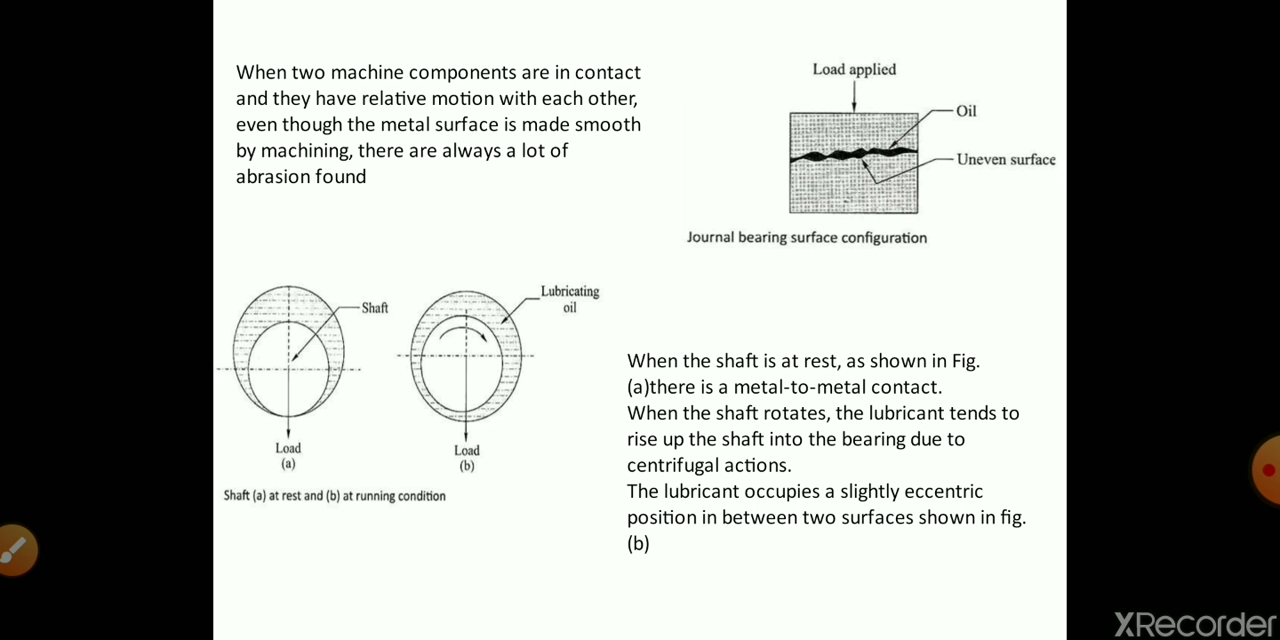 When two machine components are in contact
and they have relative motion with each other,
even though the metal surface is made smooth
by machining, there are always a lot of
abrasion found
Load applied
Oil
Uneven surface
Journal bearing surface configuration
Shaft
Load
(a)
Lubricating
oil
Load
(b)
Shaft (a) at rest and (b) at running condition
When the shaft is at rest, as shown in Fig.
(a)there is a metal-to-metal contact.
When the shaft rotates, the lubricant tends to
rise up the shaft into the bearing due to
centrifugal actions.
The lubricant occupies a slightly eccentric
position in between two surfaces shown in fig.
(b)
XRecorder